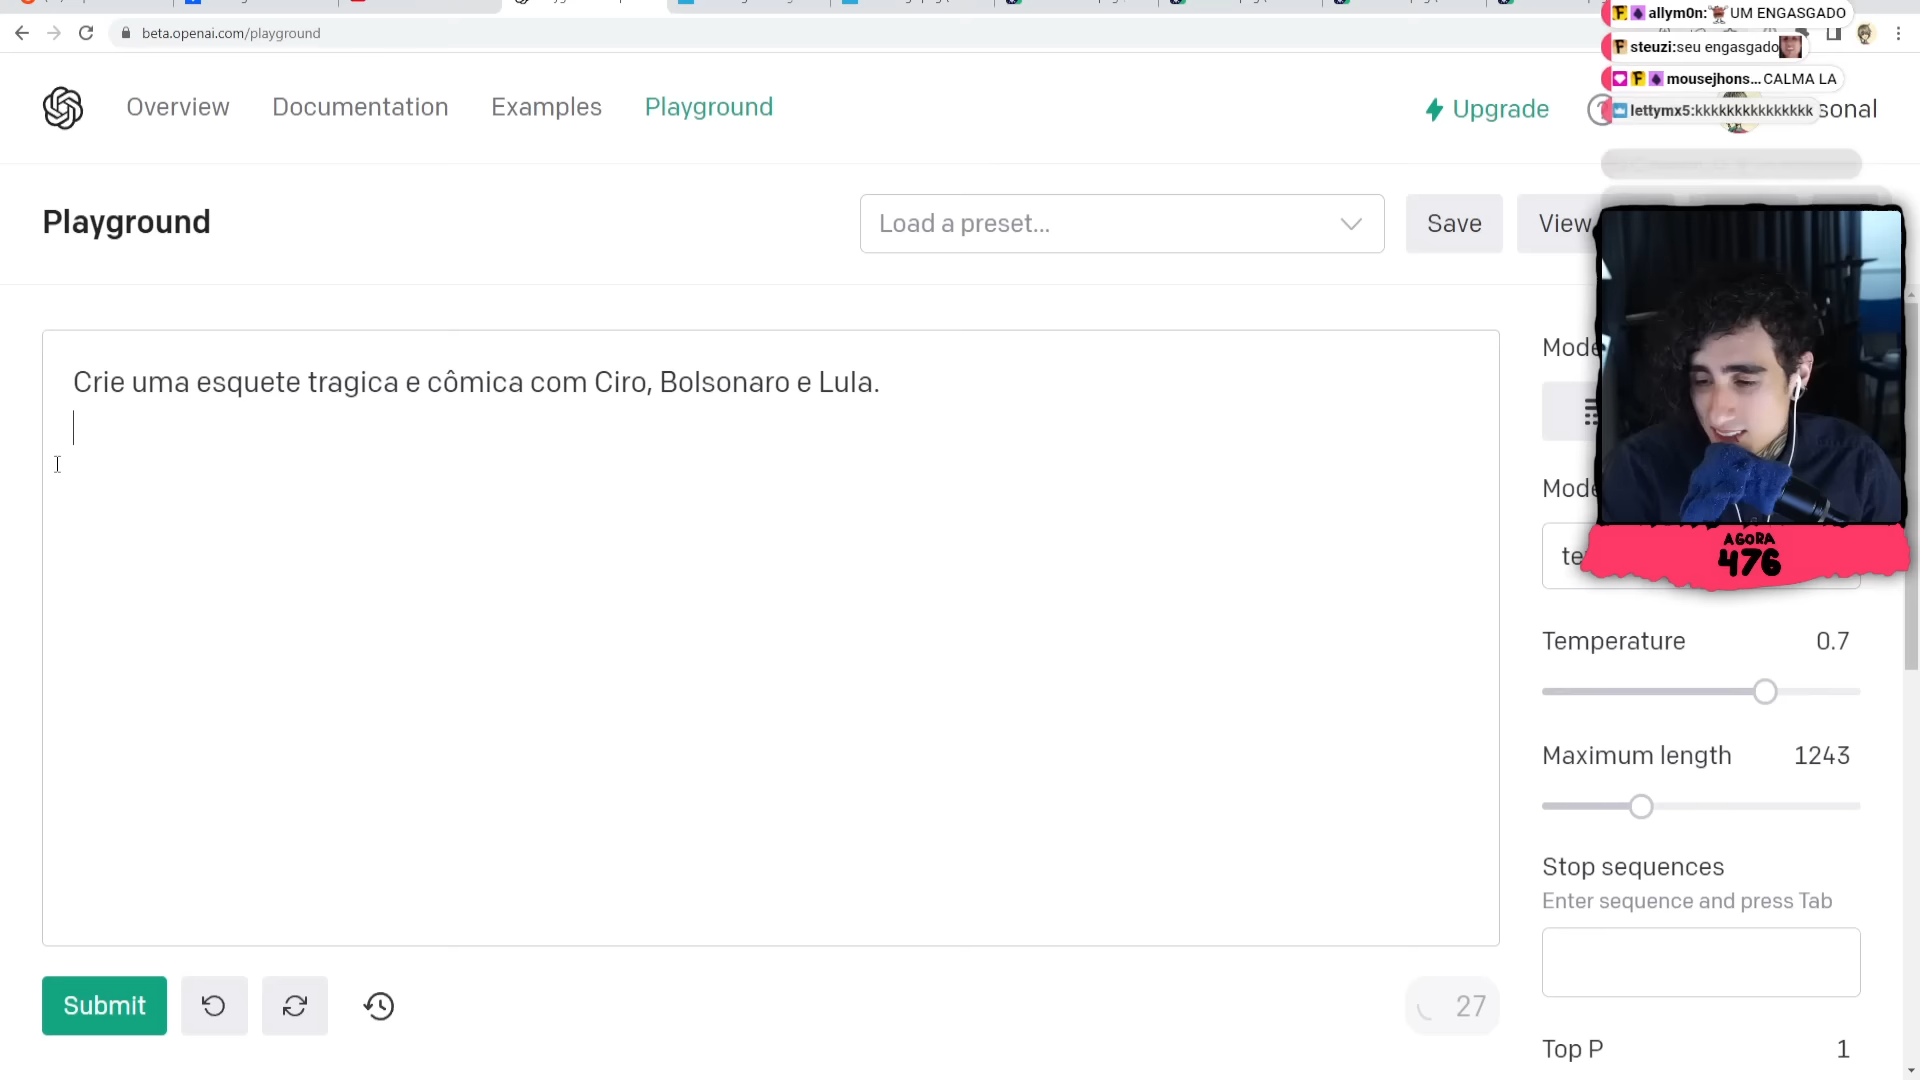 beta.openai.com/playground
allym0n: UM ENGASGADO
steuzi:seu engasgado
mousejhons... CALMA LA
lettymx5:kkkkkkkkkkkkkkk
Overview
Documentation
Examples
Playground
Upgrade
sonal
Playground
Load a preset...
Save
View
Crie uma esquete tragica e cômica com Ciro, Bolsonaro e Lula.
Mode
Mode
te
AGORA
476
Temperature 0.7
Maximum length 1243
Stop sequences
Enter sequence and press Tab
Submit
27
Top P 1